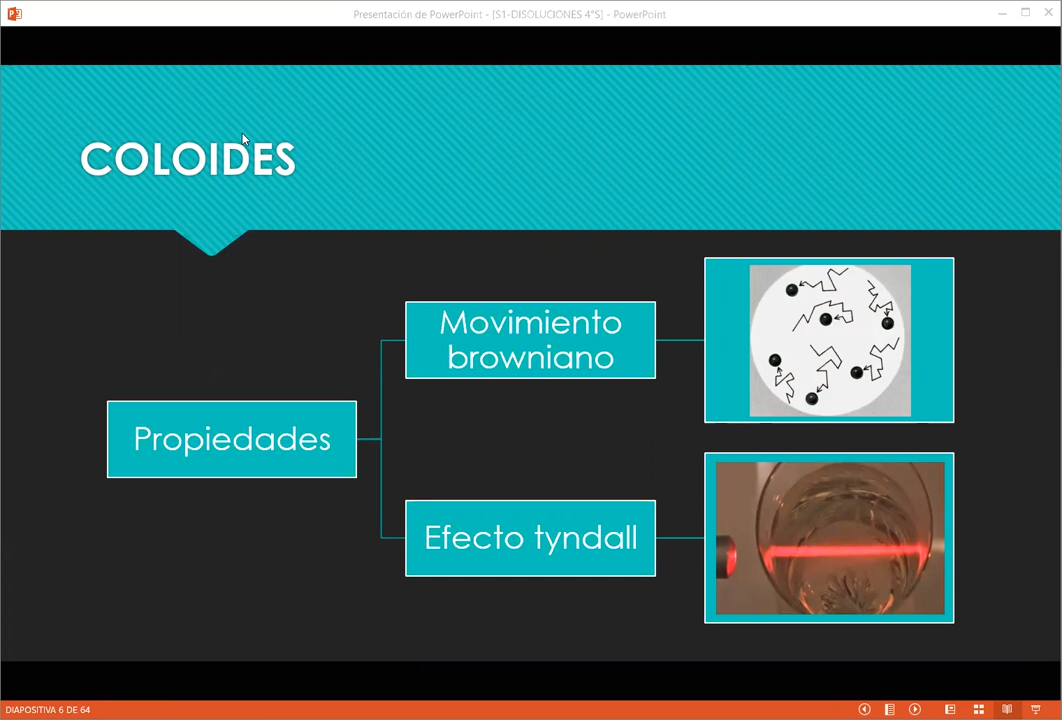 Presentación de PowerPoint - [S1-DISOLUCIONES 4°S] - PowerPoint
COLOIDES
Propiedades
Movimiento
browniano
Efecto tyndall
DIAPOSITIVA 6 DE 64